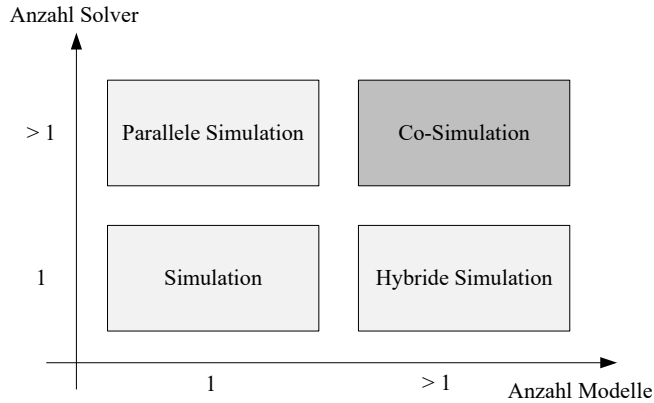 Anzahl Solver
> 1
Parallele Simulation
Co-Simulation
1
Simulation
Hybride Simulation
1
> 1
Anzahl Modelle